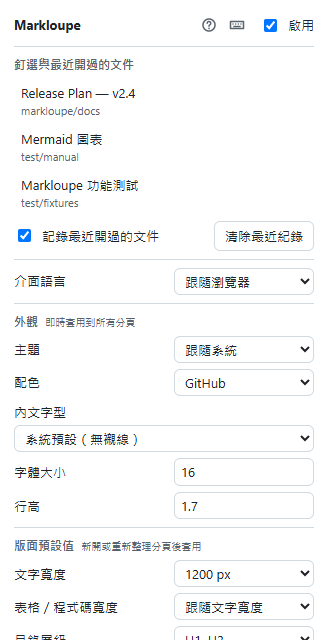 Markloupe 啟用
釘選與最近開過的文件
Release Plan — v2.4
markloupe/docs
Mermaid 圖表
test/manual
Markloupe 功能測試
test/fixtures
記錄最近開過的文件 清除最近紀錄
介面語言 跟隨瀏覽器
外觀 即時套用到所有分頁
主題 跟隨系統
配色 GitHub
內文字型
系統預設（無襯線）
字體大小 16
行高 1.7
版面預設值 新開或重新整理分頁後套用
文字寬度 1200 px
表格 / 程式碼寬度 跟隨文字寬度